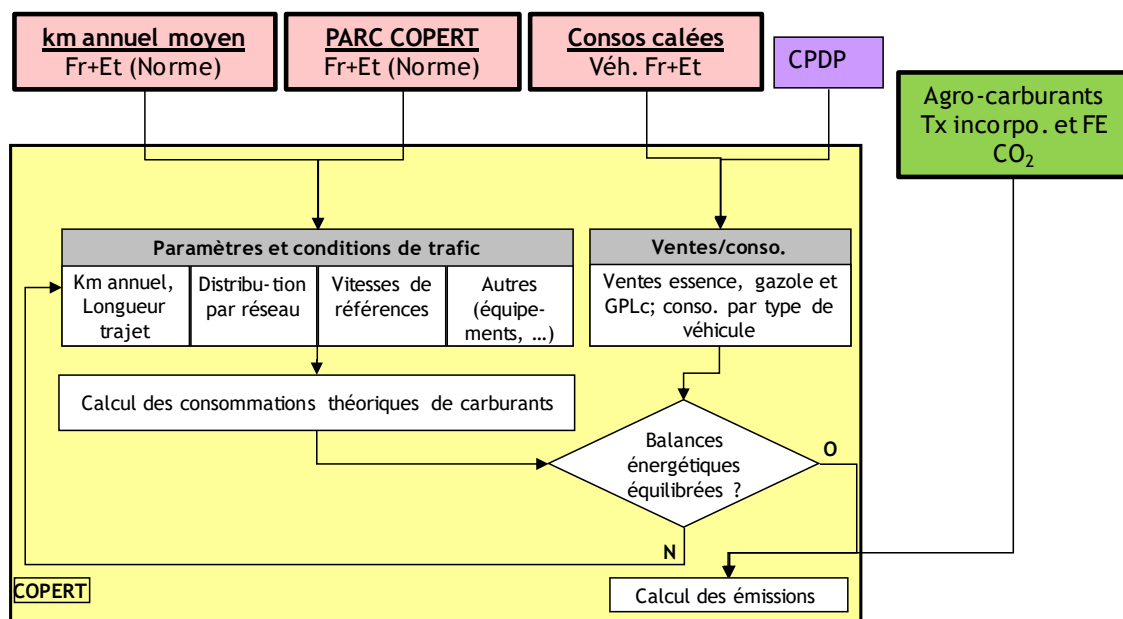 km annuel moyen
Fr+Et (Norme)
PARC COPERT
Fr+Et (Norme)
Consos calées
Véh. Fr+Et
CPDP
Agro-carburants
Tx incorpo. et FE
CO₂
Paramètres et conditions de trafic
Km annuel,
Longueur
trajet
Distribu-tion
par réseau
Vitesses de
références
Autres
(équipe-
ments, …)
Ventes/conso.
Ventes essence, gazole et
GPLc; conso. par type de
véhicule
Calcul des consommations théoriques de carburants
Balances
énergétiques
équilibrées ?
O
N
COPERT
Calcul des émissions